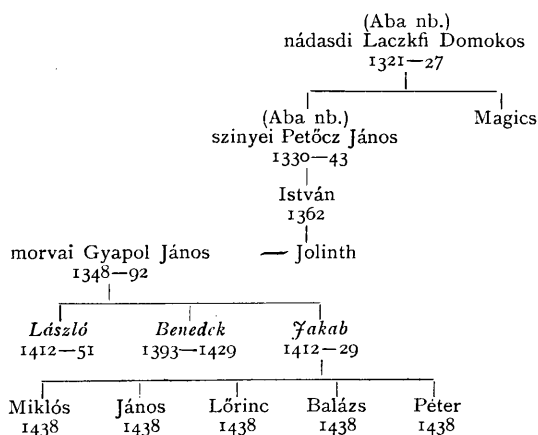 (Aba nb.)
nádasdi Laczkfi Domokos
1321—27
(Aba nb.) Magics
szinyei Petőcz János
1330—43
István
1362
morvai Gyapol János — Jolinth
1348—92
László Benedek Jakab
1412—51 1393—1429 1412—29
Miklós János Lőrinc Balázs Péter
1438 1438 1438 1438 1438